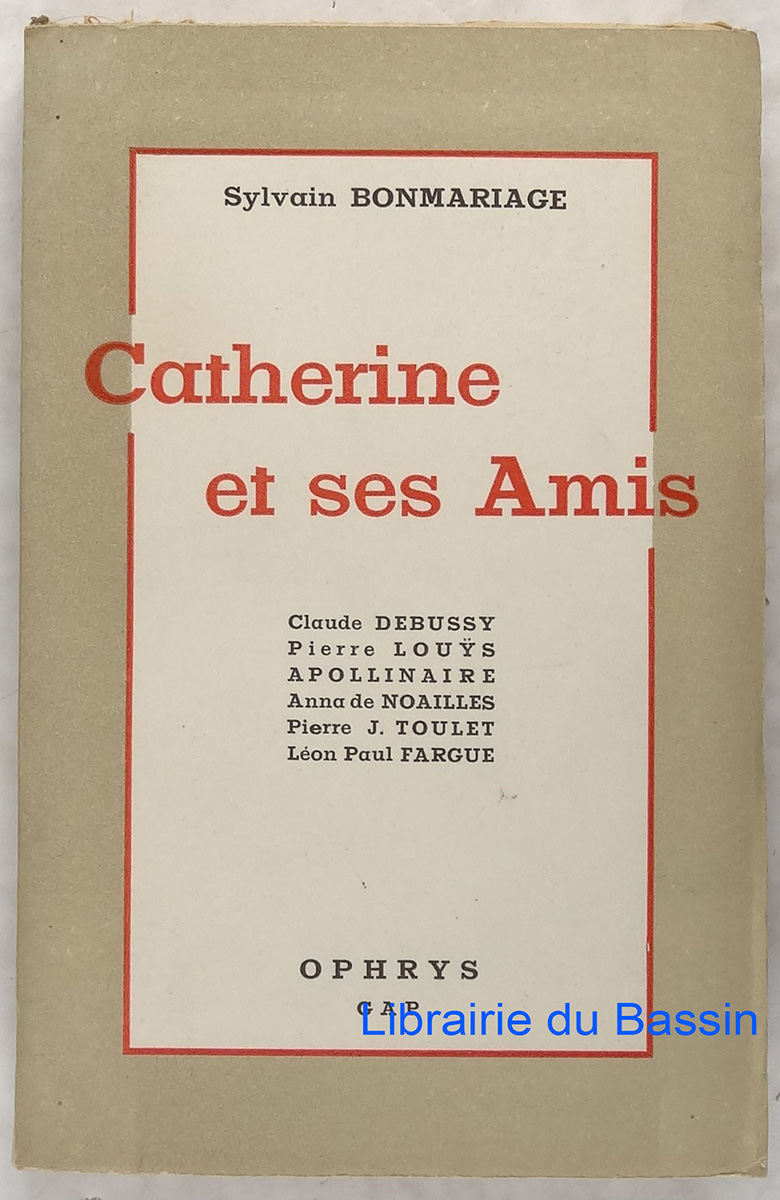 Sylvain BONMARIAGE
Catherine
et ses Amis
Claude DEBUSSY
Pierre LOUŸS
APOLLINAIRE
Anna de NOAILLES
Pierre J. TOULET
Léon Paul FARGUE
OPHRYS
GAP
Librairie du Bassin